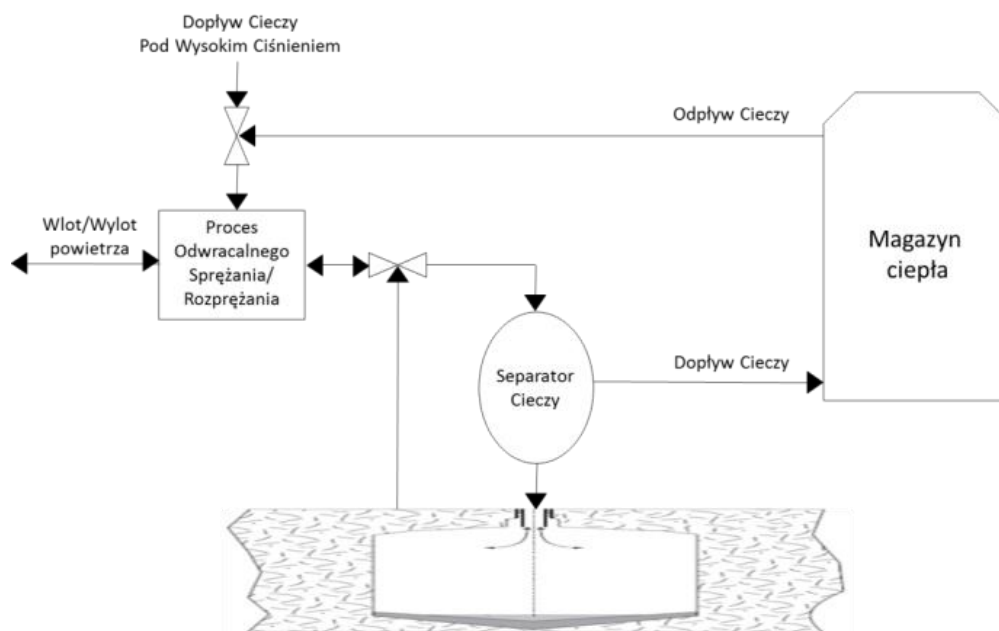 Dopływ Cieczy
Pod Wysokim Ciśnieniem
Odpływ Cieczy
Wlot/Wylot
powietrza
Proces
Odwracalnego
Sprężania/
Rozprężania
Magazyn
ciepła
Separator
Cieczy
Dopływ Cieczy